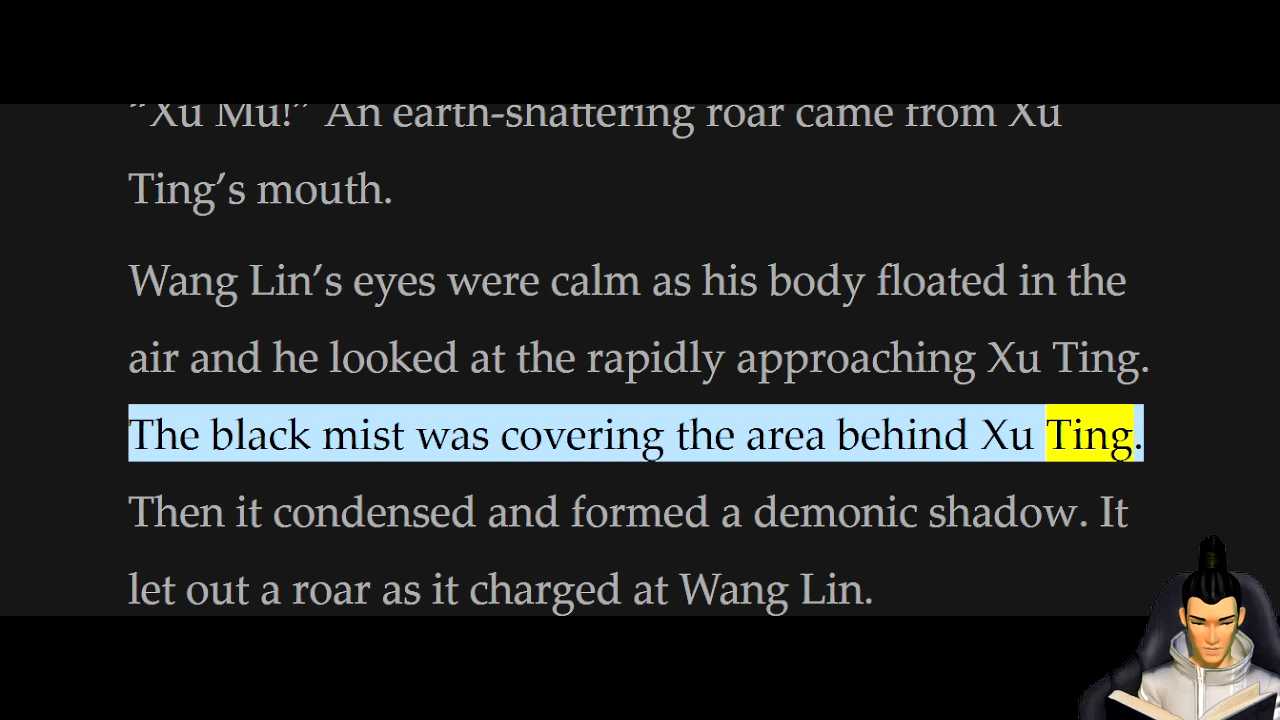 “Xu Mu!” An earth-shattering roar came from Xu
Ting’s mouth.
Wang Lin’s eyes were calm as his body floated in the
air and he looked at the rapidly approaching Xu Ting.
The black mist was covering the area behind Xu Ting.
Then it condensed and formed a demonic shadow. It
let out a roar as it charged at Wang Lin.